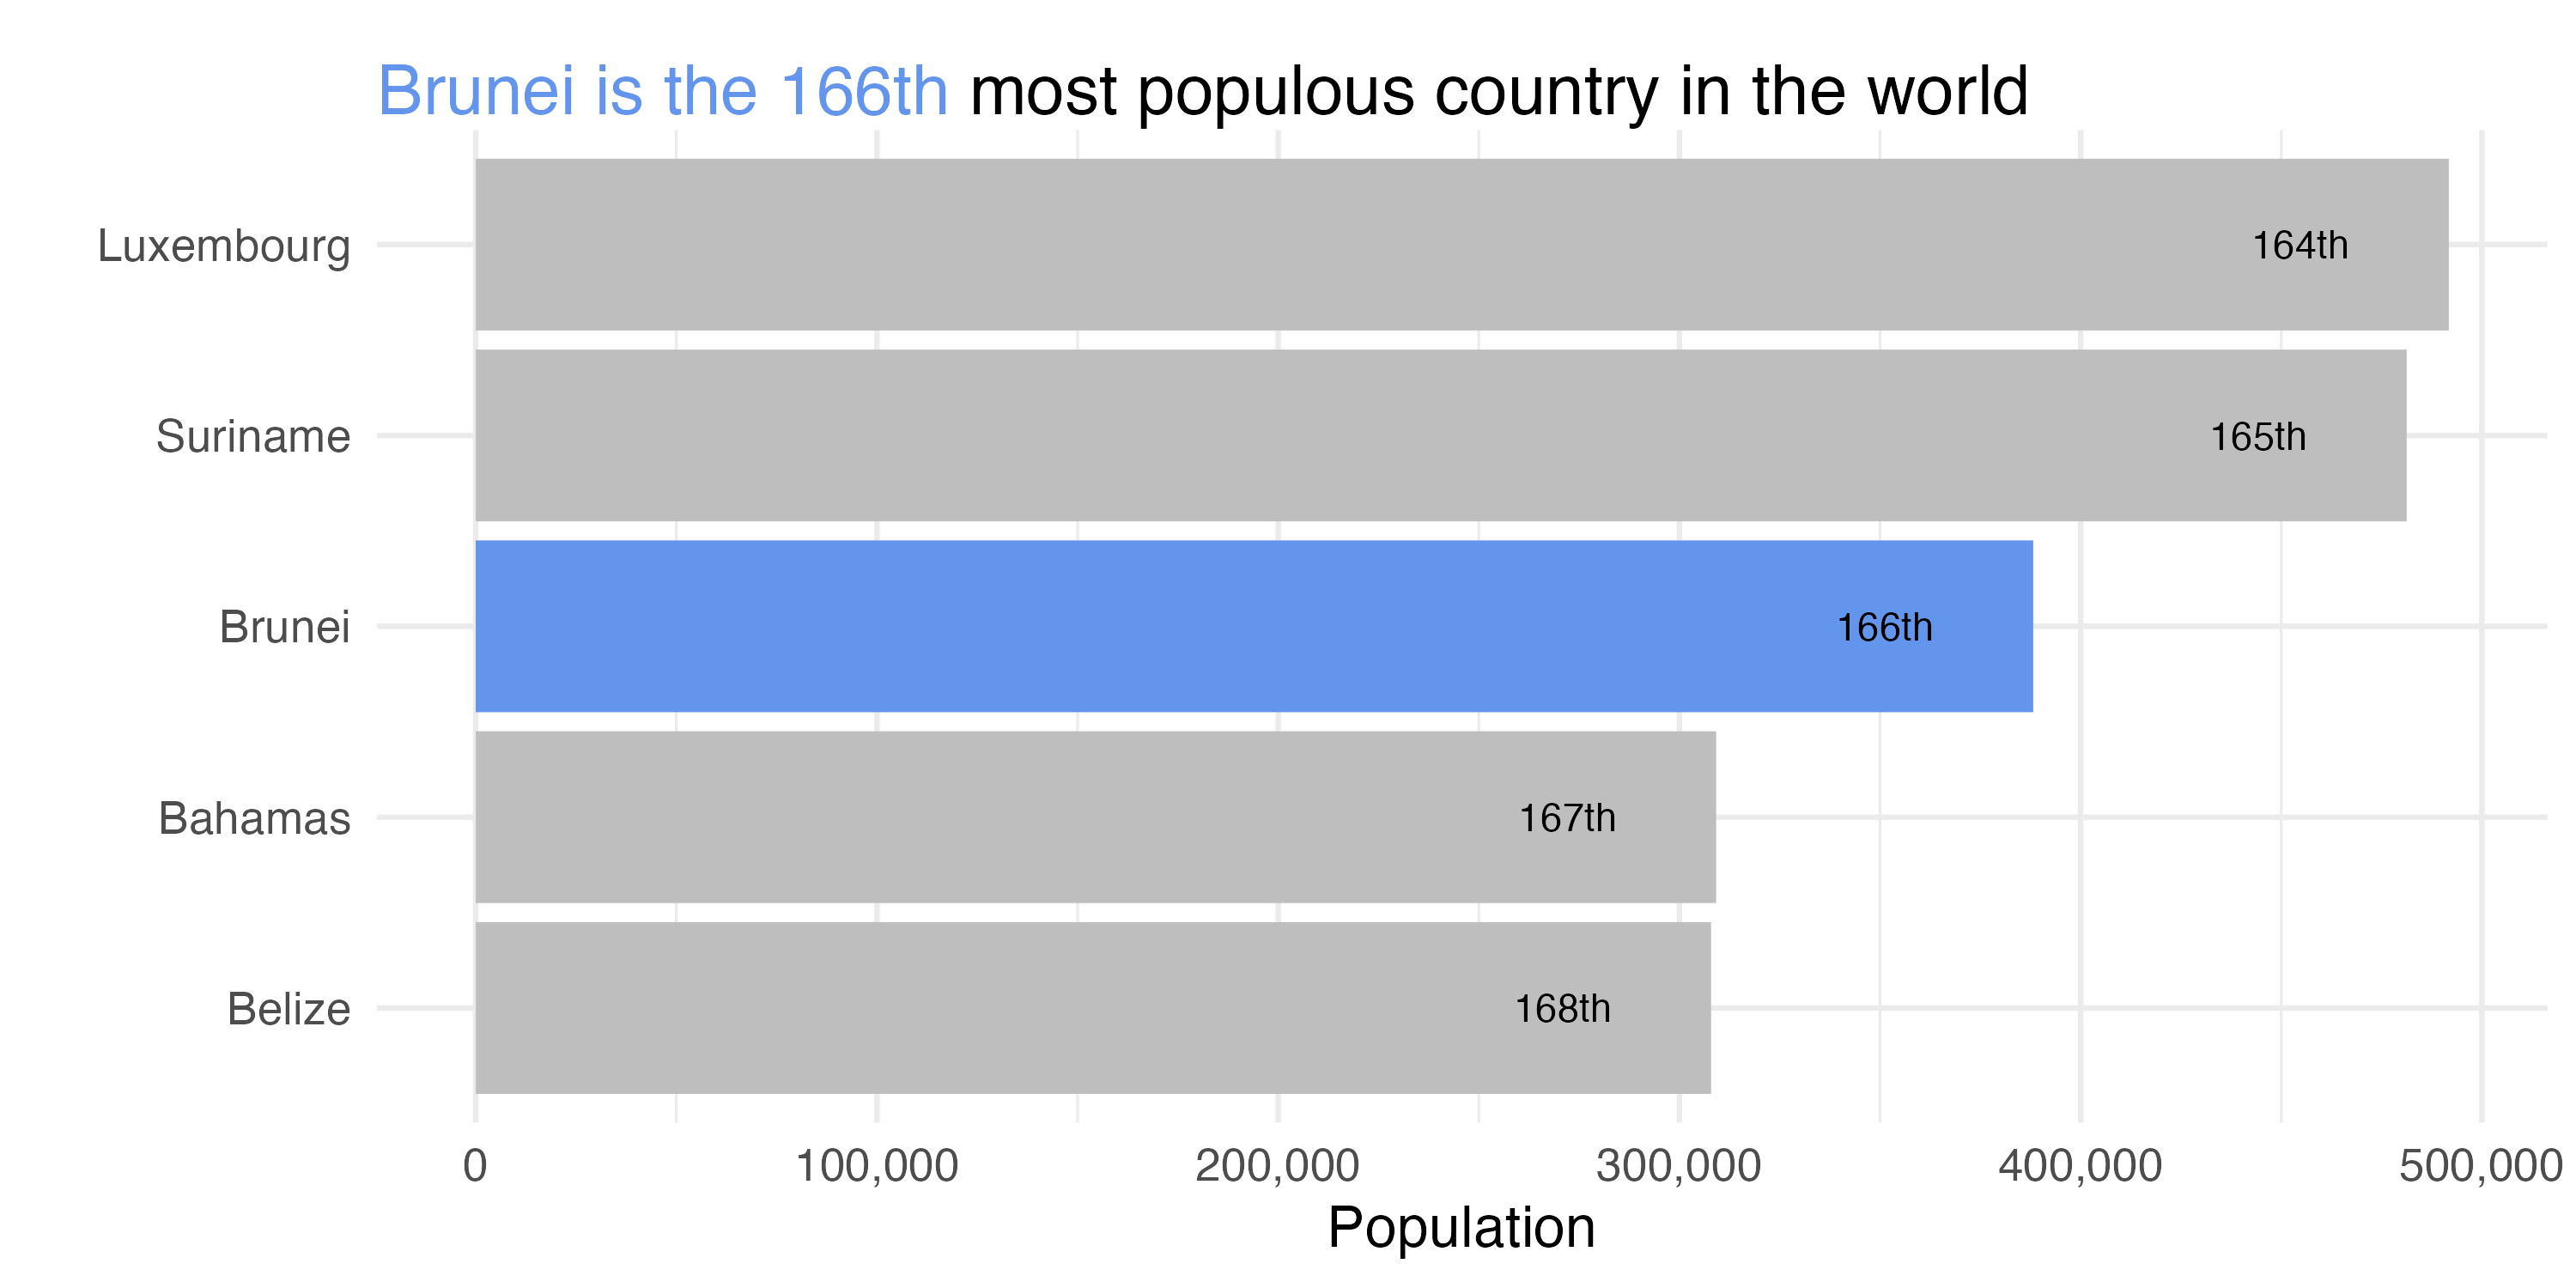 Brunei is the 166th most populous country in the world
Luxembourg 164th
Suriname 165th
Brunei 166th
Bahamas 167th
Belize 168th
0 100,000 200,000 300,000 400,000 500,000
Population